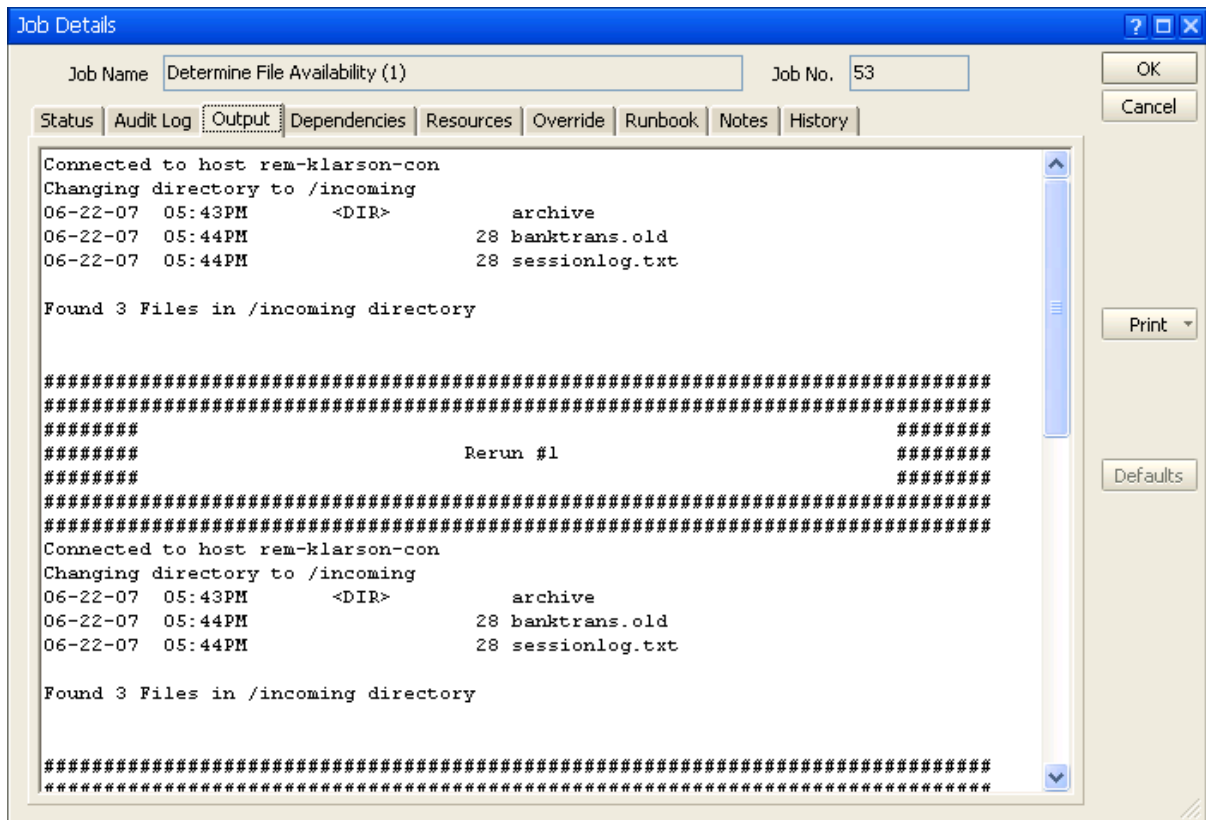 Job Details
Job Name Determine File Availability (1) Job No. 53 OK
Cancel
Status Audit Log Output Dependencies Resources Override Runbook Notes History
Connected to host rem-klarson-con
Changing directory to /incoming
06-22-07  05:43PM       <DIR>          archive
06-22-07  05:44PM                   28 banktrans.old
06-22-07  05:44PM                   28 sessionlog.txt
Found 3 Files in /incoming directory
Print
###############################################################################
###############################################################################
########                                                               ########
########                           Rerun #1                            ########
########                                                               ########
###############################################################################
###############################################################################
Defaults
Connected to host rem-klarson-con
Changing directory to /incoming
06-22-07  05:43PM       <DIR>          archive
06-22-07  05:44PM                   28 banktrans.old
06-22-07  05:44PM                   28 sessionlog.txt
Found 3 Files in /incoming directory
###############################################################################
###############################################################################